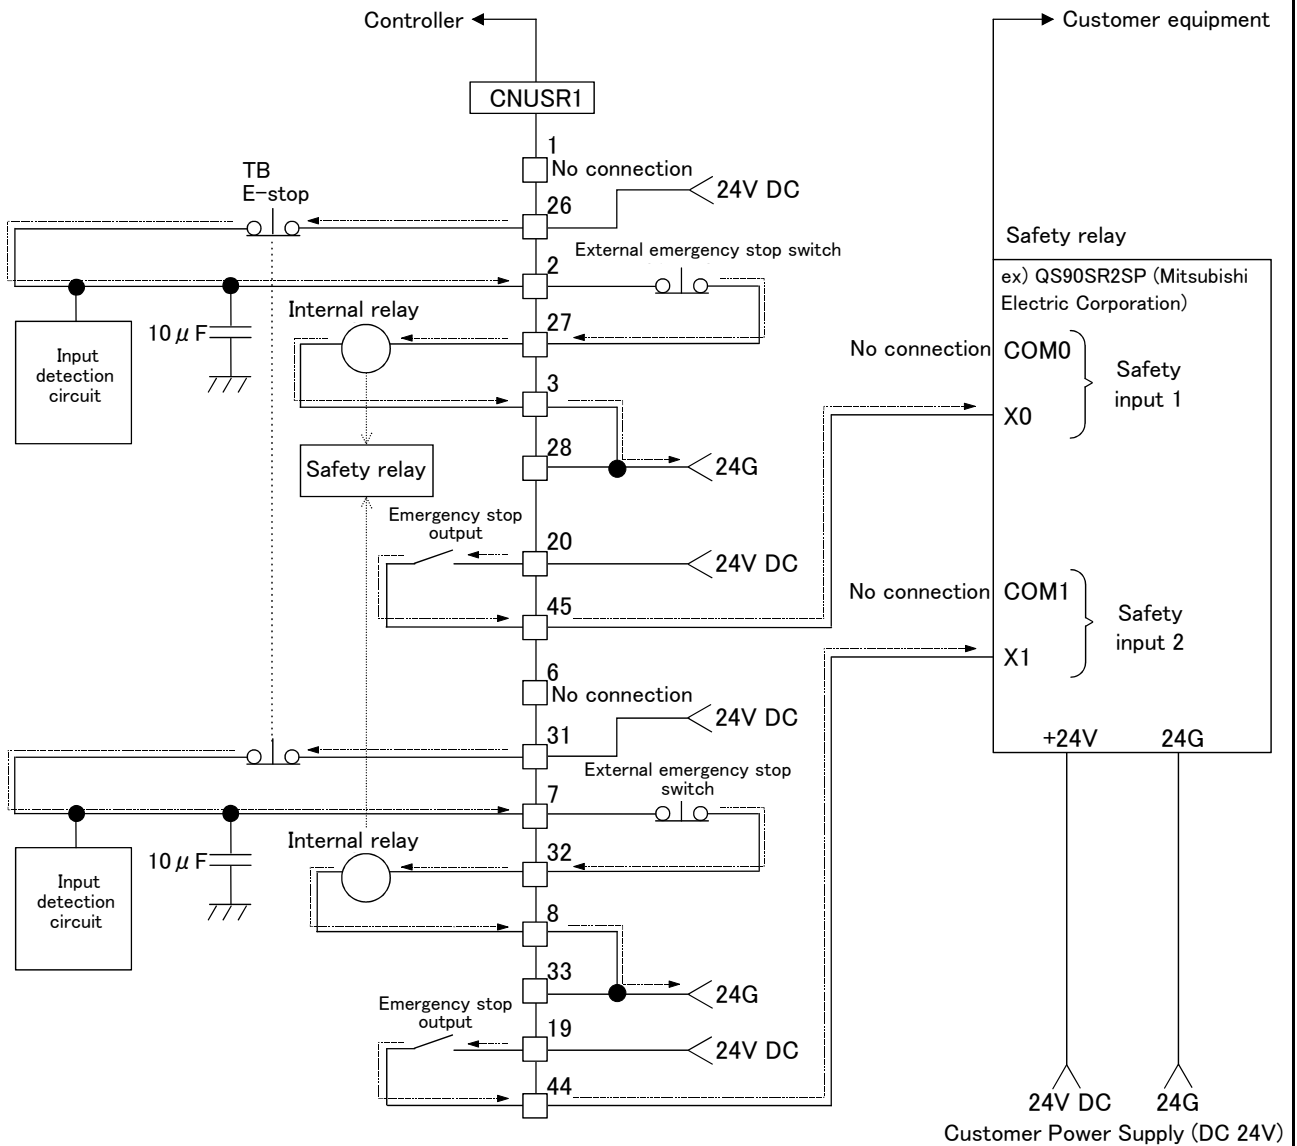 Controller
Customer equipment
CNUSR1
1
No connection
TB
E-stop
24V DC
26
External emergency stop switch
Safety relay
2
ex) QS90SR2SP (Mitsubishi
Electric Corporation)
Internal relay
10μF
27
Input
detection
circuit
No connection
COM0
X0
Safety
input 1
3
28
Safety relay
24G
Emergency stop
output
20
24V DC
45
No connection
COM1
X1
Safety
input 2
6
No connection
24V DC
31
+24V
24G
External emergency stop
switch
7
Internal relay
10μF
32
Input
detection
circuit
8
33
24G
Emergency stop
output
19
24V DC
44
24V DC
24G
Customer Power Supply (DC 24V)